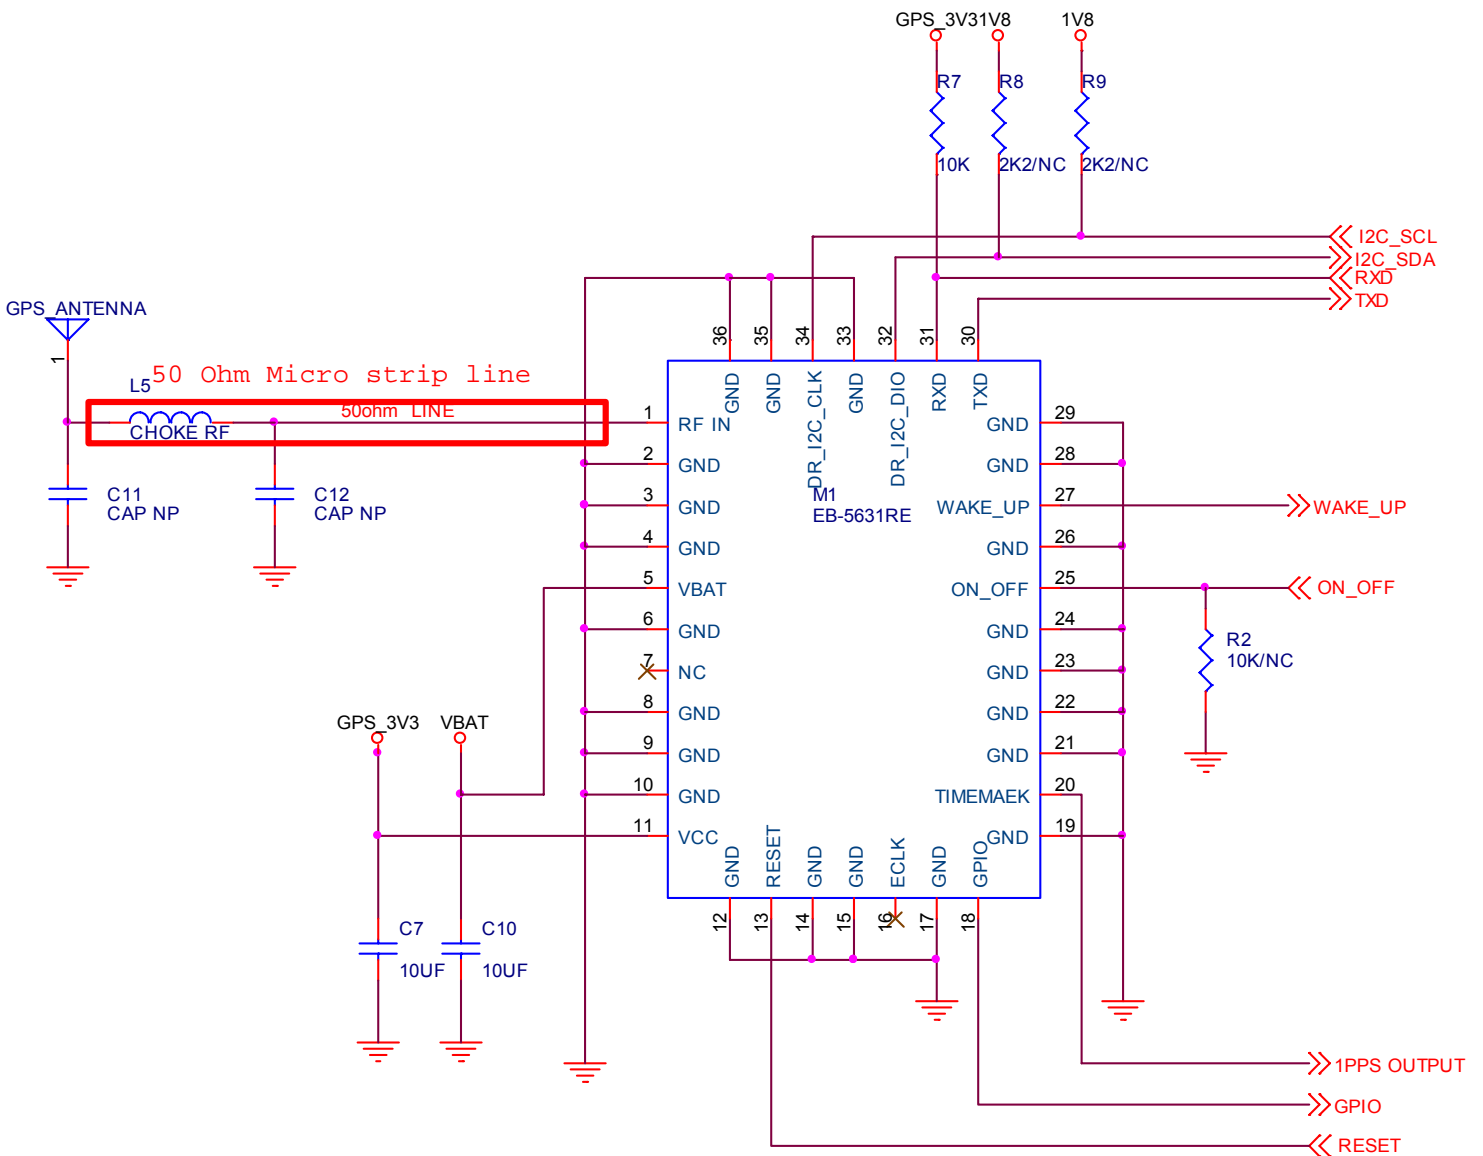 GPS_3V31V8 1V8
R7 R8 R9
10K 2K2/NC 2K2/NC
I2C_SCL
I2C_SDA
RXD
TXD
GPS_ANTENNA
1
36 35 34 33 32 31 30
GND GND DR_I2C_CLK GND DR_I2C_DIO RXD TXD
50 Ohm Micro strip line
L5
50ohm LINE
CHOKE RF
1 RF IN GND 29
2 GND GND 28
C11 C12
CAP NP CAP NP
M1
EB-5631RE
3 GND WAKE_UP 27 WAKE_UP
4 GND GND 26
5 VBAT ON_OFF 25 ON_OFF
6 GND GND 24
R2
10K/NC
7 NC GND 23
8 GND GND 22
GPS_3V3 VBAT
9 GND GND 21
10 GND TIMEMAEK 20
11 VCC GND 19
GND RESET GND GND ECLK GND GPIO
12 13 14 15 16 17 18
C7 C10
10UF 10UF
1PPS OUTPUT
GPIO
RESET